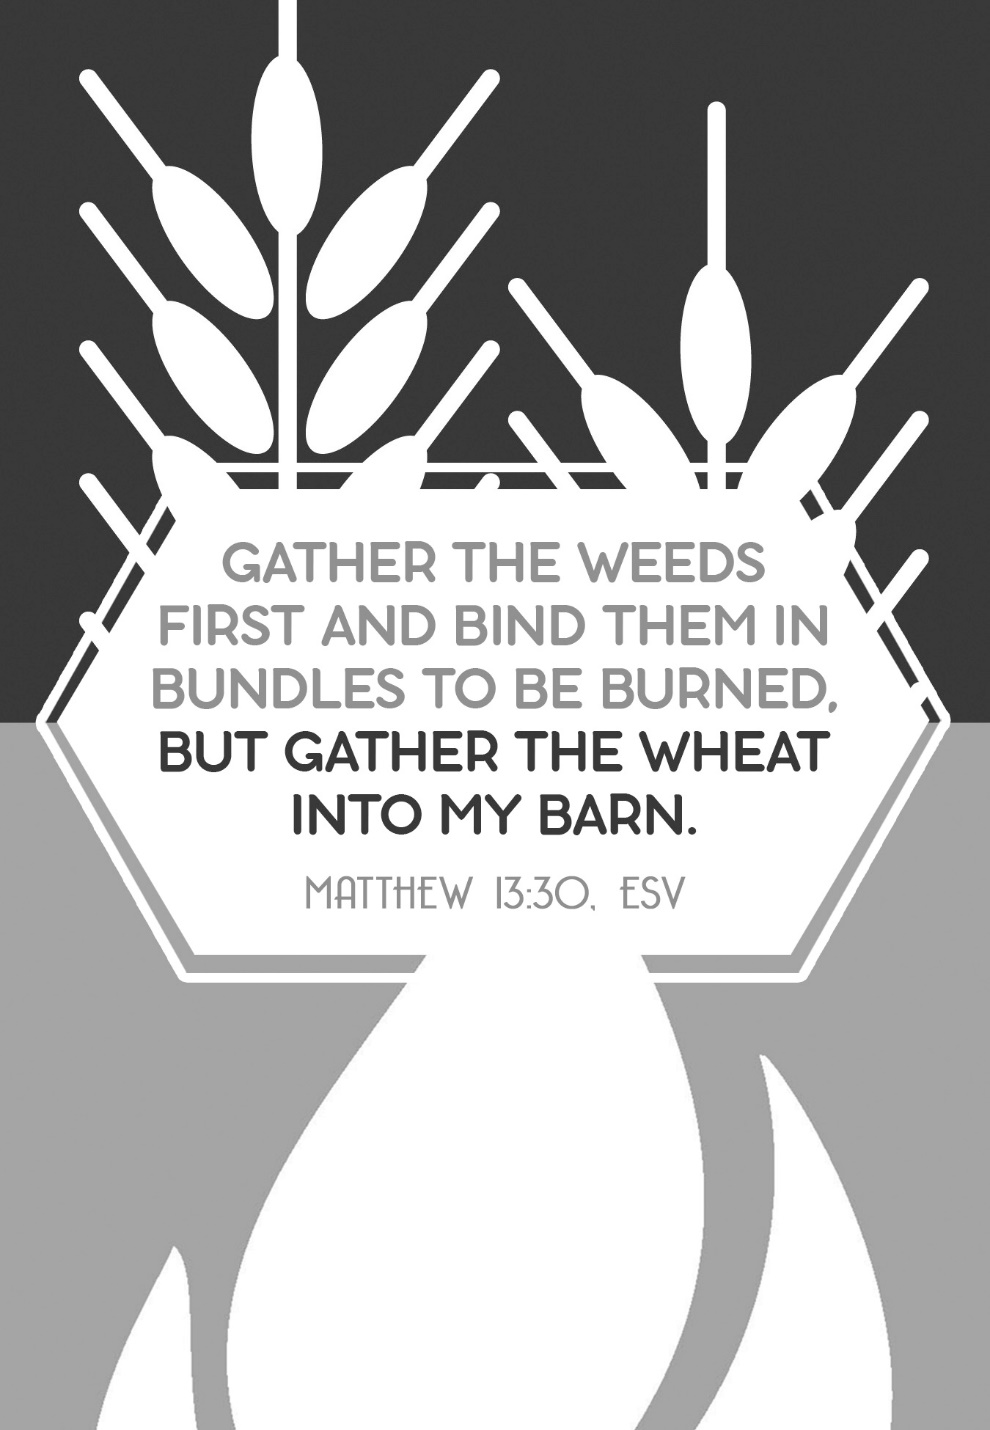 GATHER THE WEEDS
FIRST AND BIND THEM IN
BUNDLES TO BE BURNED,
BUT GATHER THE WHEAT
INTO MY BARN.
MATTHEW 13:30, ESV